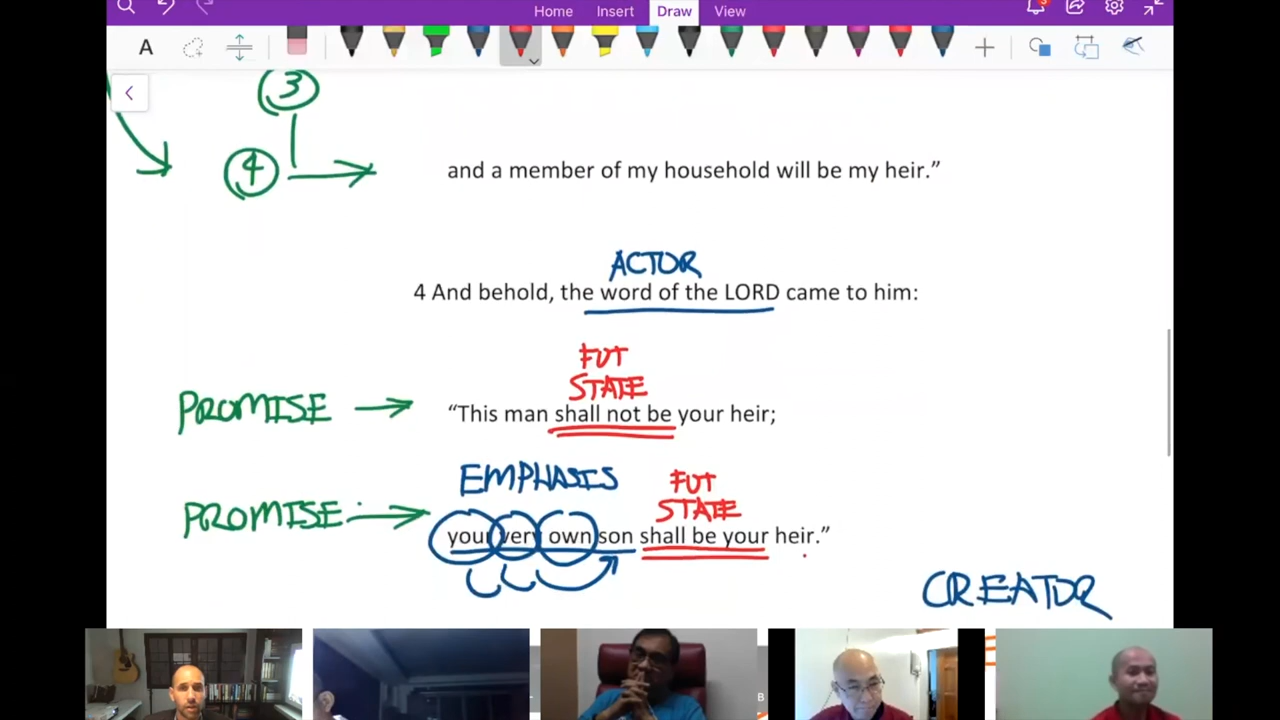 Home Insert Draw View
A
3
4
and a member of my household will be my heir.”
ACTOR
4 And behold, the word of the LORD came to him:
FUT
STATE
PROMISE
“This man shall not be your heir;
EMPHASIS
FUT
STATE
PROMISE
your very own son shall be your heir.”
CREATOR
B